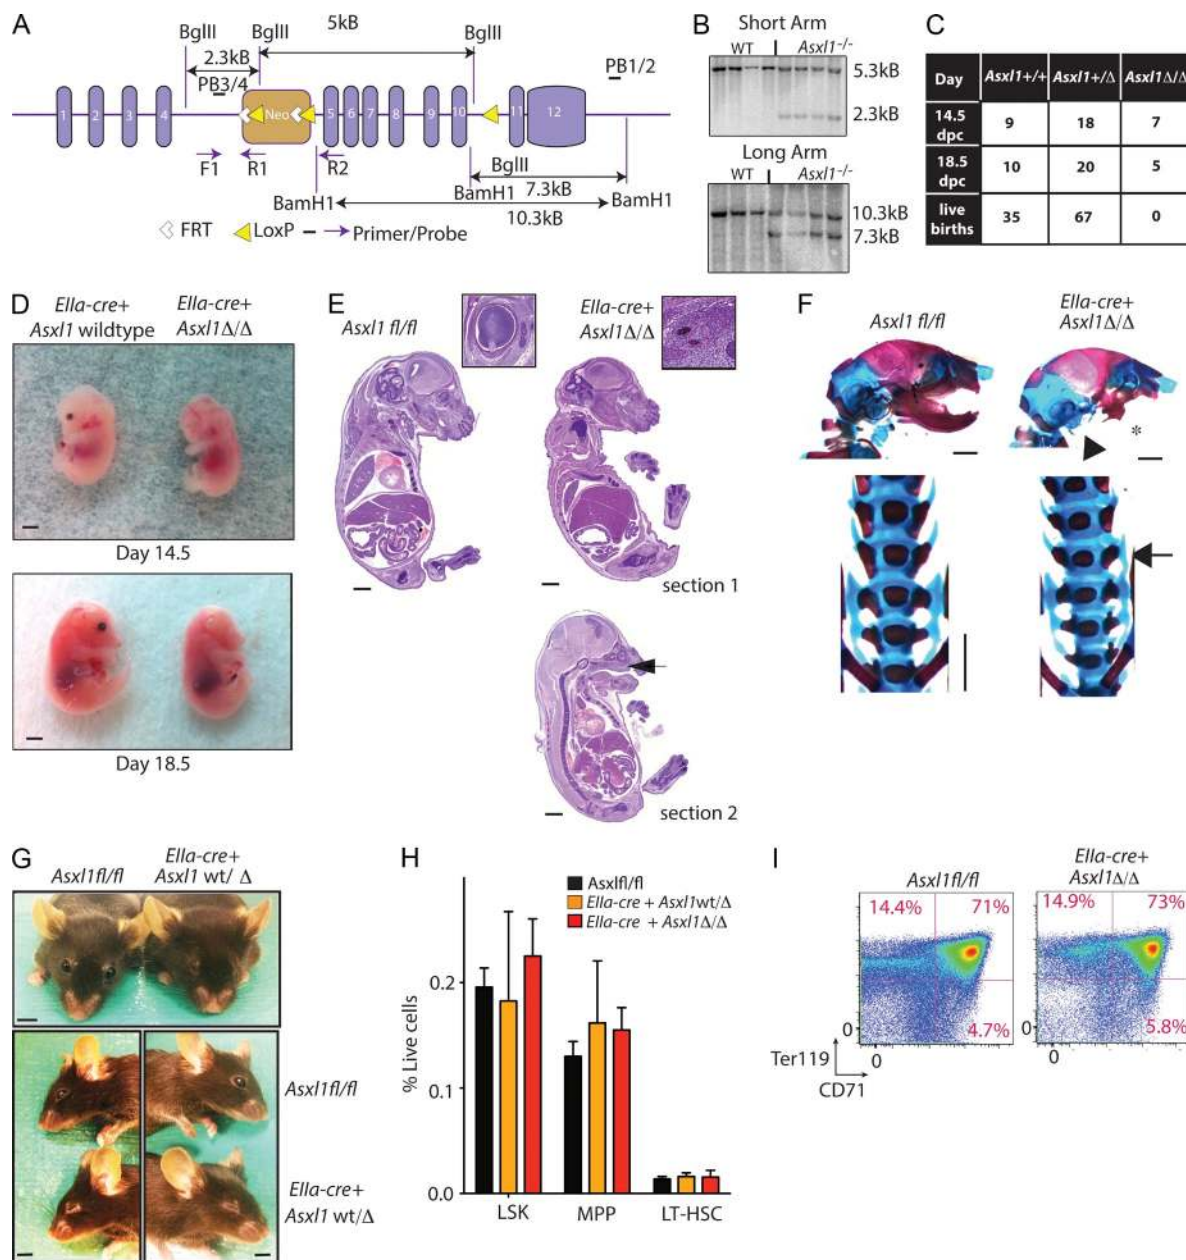 A
BglII
BglII
5kB
BglII
2.3kB
PB3/4
PB1/2
1
2
3
4
Neo
5
6
7
8
9
10
11
12
F1
R1
R2
BglII
BamH1
7.3kB
BamH1
10.3kB
BamH1
FRT
LoxP
Primer/Probe
B
Short Arm
WT
Asxl1-/-
5.3kB
2.3kB
Long Arm
WT
Asxl1-/-
10.3kB
7.3kB
C
Day Asxl1+/+ Asxl1+/Δ Asxl1Δ/Δ
14.5 dpc 9 18 7
18.5 dpc 10 20 5
live births 35 67 0
D
EIIa-cre+
Asxl1 wildtype
EIIa-cre+
Asxl1Δ/Δ
Day 14.5
Day 18.5
E
Asxl1 fl/fl
EIIa-cre+
Asxl1Δ/Δ
section 1
section 2
F
Asxl1 fl/fl
EIIa-cre+
Asxl1Δ/Δ
*
G
Asxl1fl/fl
EIIa-cre+
Asxl1 wt/ Δ
Asxl1fl/fl
EIIa-cre+
Asxl1 wt/Δ
H
Asxlfl/fl
EIIa-cre + Asxl1wt/Δ
EIIa-cre + Asxl1Δ/Δ
% Live cells
0.2
0.1
0.0
LSK
MPP
LT-HSC
I
Asxl1fl/fl
EIIa-cre+
Asxl1Δ/Δ
14.4%
71%
4.7%
0
0
14.9%
73%
5.8%
0
0
Ter119
CD71